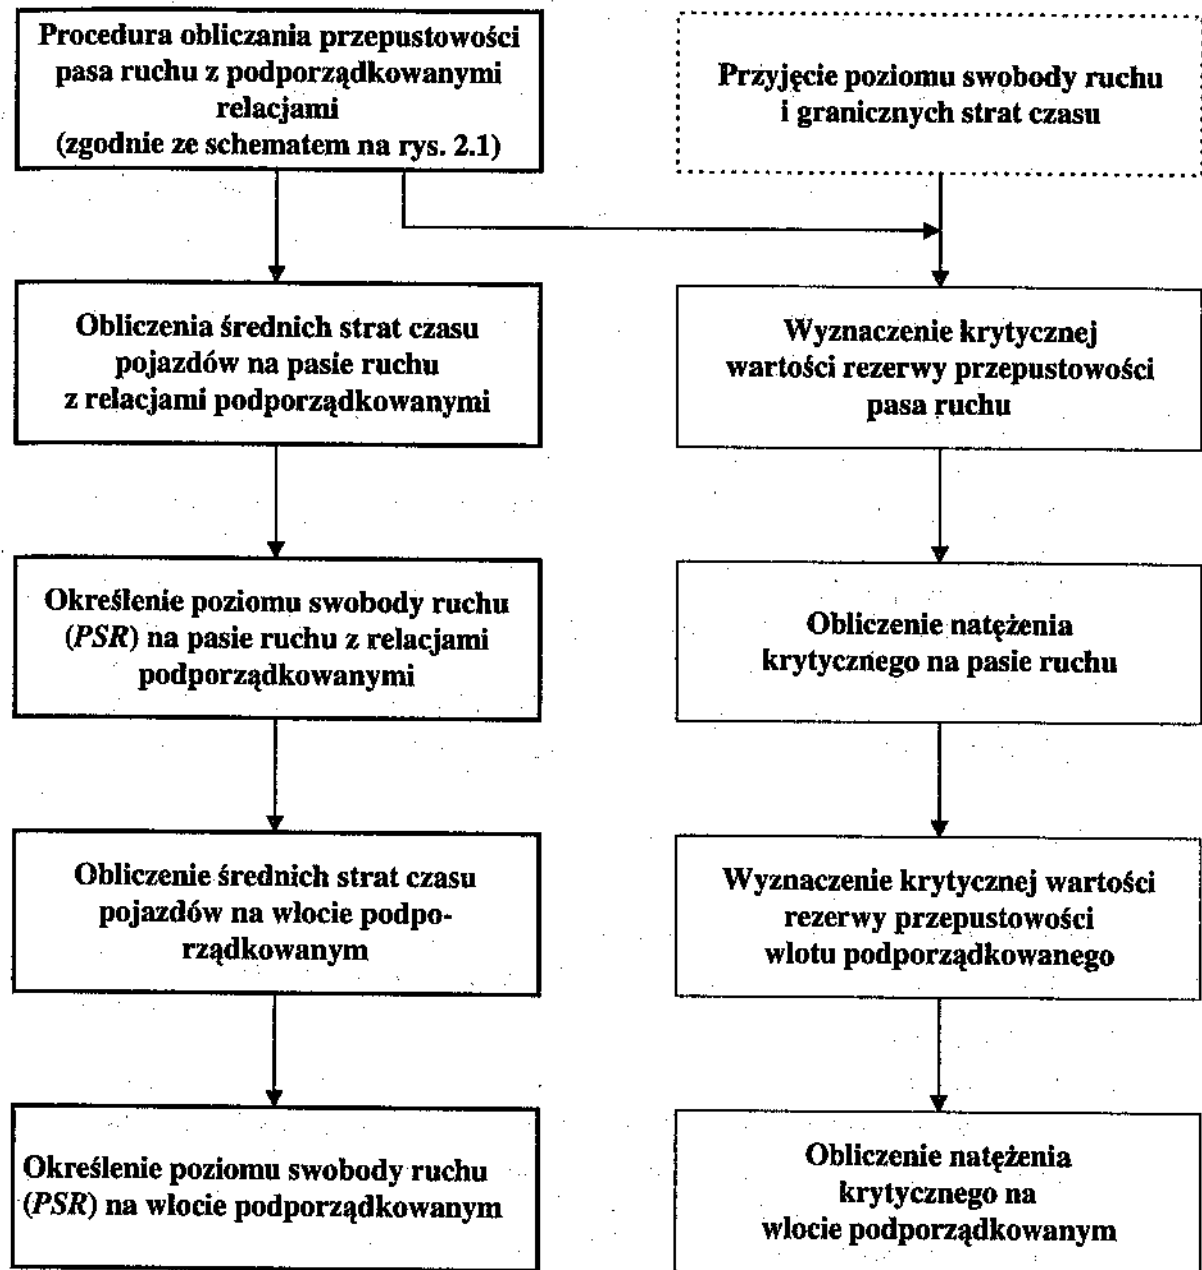 Procedura obliczania przepustowości
pasa ruchu z podporządkowanymi
relacjami
(zgodnie ze schematem na rys. 2.1)
Przyjęcie poziomu swobody ruchu
i granicznych strat czasu
Obliczenia średnich strat czasu
pojazdów na pasie ruchu
z relacjami podporządkowanymi
Wyznaczenie krytycznej
wartości rezerwy przepustowości
pasa ruchu
Określenie poziomu swobody ruchu
(PSR) na pasie ruchu z relacjami
podporządkowanymi
Obliczenie natężenia
krytycznego na pasie ruchu
Obliczenie średnich strat czasu
pojazdów na wlocie podpo-
rządkowanym
Wyznaczenie krytycznej wartości
rezerwy przepustowości
wlotu podporządkowanego
Określenie poziomu swobody ruchu
(PSR) na wlocie podporządkowanym
Obliczenie natężenia
krytycznego na
wlocie podporządkowanym